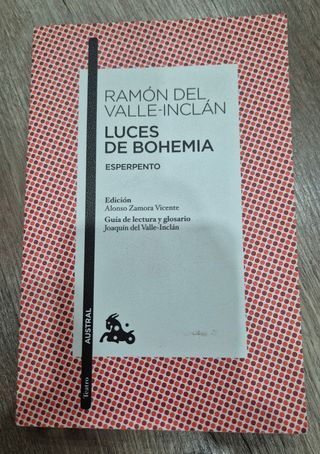 RAMÓN DEL
VALLE-INCLÁN
LUCES
DE BOHEMIA
ESPERPENTO
Edición
Alonso Zamora Vicente
Guía de lectura y glosario
Joaquín del Valle-Inclán
AUSTRAL
Teatro